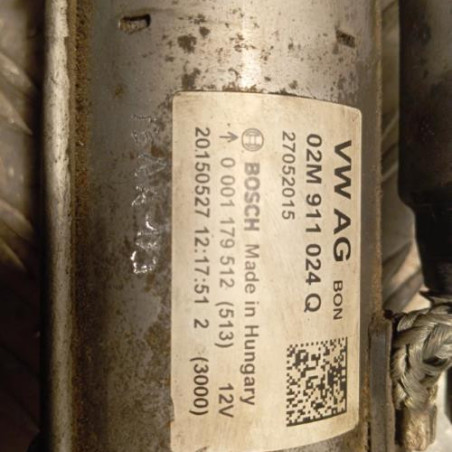 VW AG BON
02M 911 024 Q
27052015
BOSCH Made in Hungary
↑ 0 001 179 512 (513) 12V
20150527 12:17:51 2 (3000)